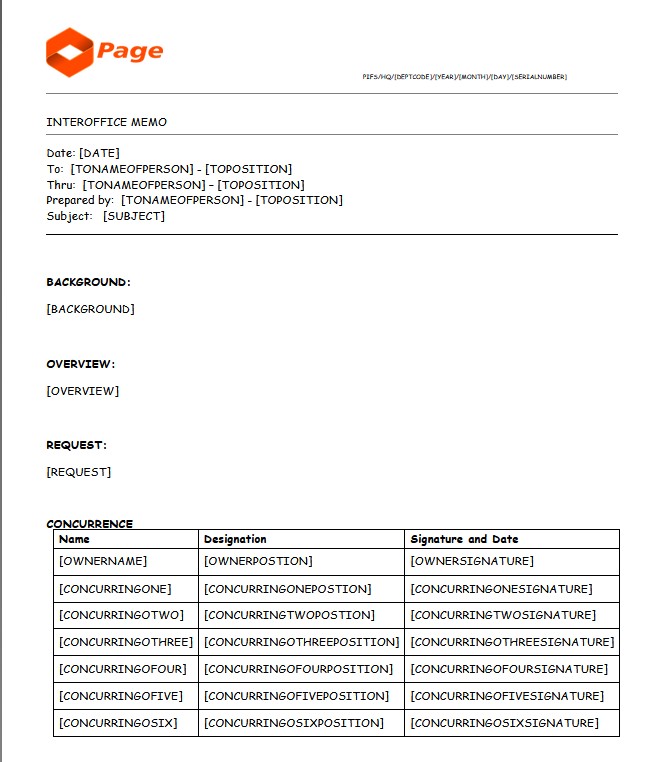 Page
PIFS/HQ/[DEPTCODE]/[YEAR]/[MONTH]/[DAY]/[SERIALNUMBER]
INTEROFFICE MEMO
Date: [DATE]
To: [TONAMEOFPERSON] - [TOPOSITION]
Thru: [TONAMEOFPERSON] – [TOPOSITION]
Prepared by: [TONAMEOFPERSON] - [TOPOSITION]
Subject: [SUBJECT]
BACKGROUND:
[BACKGROUND]
OVERVIEW:
[OVERVIEW]
REQUEST:
[REQUEST]
CONCURRENCE
Name Designation Signature and Date
[OWNERNAME] [OWNERPOSTION] [OWNERSIGNATURE]
[CONCURRINGONE] [CONCURRINGONEPOSTION] [CONCURRINGONESIGNATURE]
[CONCURRINGOTWO] [CONCURRINGTWOPOSTION] [CONCURRINGTWOSIGNATURE]
[CONCURRINGOTHREE] [CONCURRINGOTHREEPOSITION] [CONCURRINGOTHREESIGNATURE]
[CONCURRINGOFOUR] [CONCURRINGOFOURPOSITION] [CONCURRINGOFOURSIGNATURE]
[CONCURRINGOFIVE] [CONCURRINGOFIVEPOSITION] [CONCURRINGOFIVESIGNATURE]
[CONCURRINGOSIX] [CONCURRINGOSIXPOSITION] [CONCURRINGOSIXSIGNATURE]